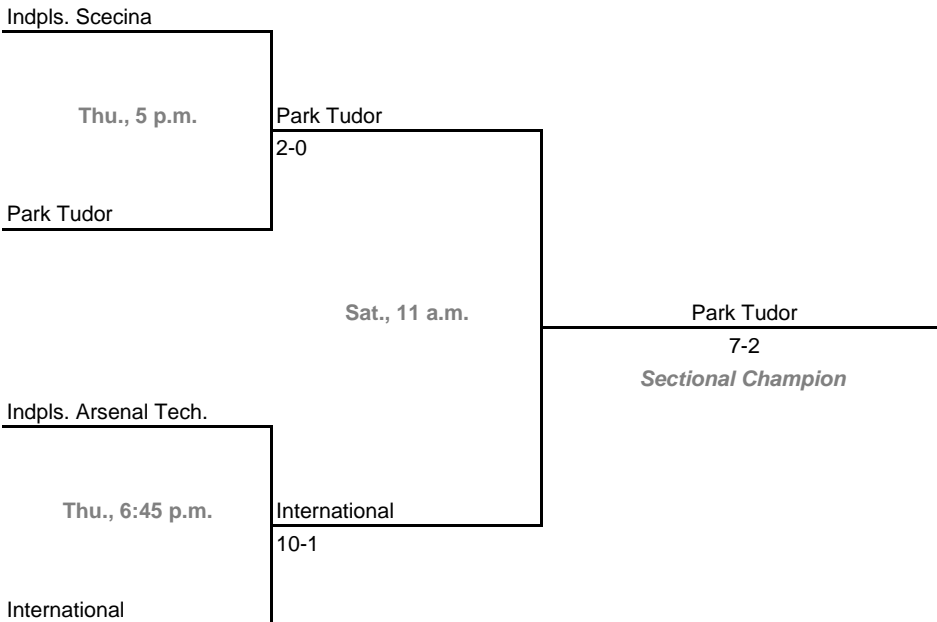 Indpls. Scecina
Thu., 5 p.m.
Park Tudor
2-0
Park Tudor
Sat., 11 a.m.
Park Tudor
7-2
Sectional Champion
Indpls. Arsenal Tech.
Thu., 6:45 p.m.
International
10-1
International